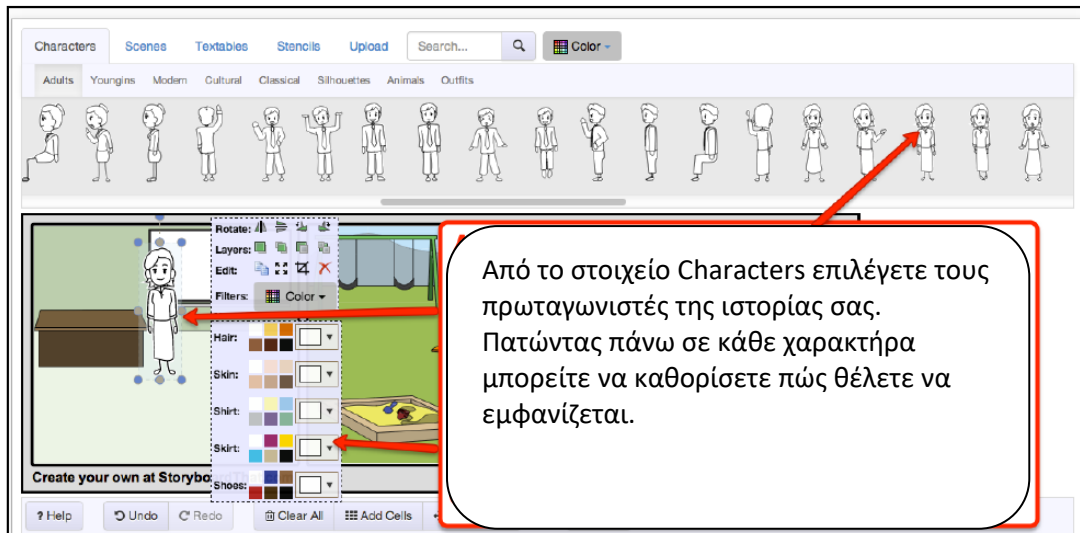 Characters Scenes Textables Stencils Upload Search... Color
Adults Youngins Modern Cultural Classical Silhouettes Animals Outfits
Rotate:
Layers:
Edit:
Filters: Color
Hair:
Skin:
Shirt:
Skirt:
Shoes:
Από το στοιχείο Characters επιλέγετε τους
πρωταγωνιστές της ιστορίας σας.
Πατώντας πάνω σε κάθε χαρακτήρα
μπορείτε να καθορίσετε πώς θέλετε να
εμφανίζεται.
Create your own at
? Help Undo Redo Clear All Add Cells